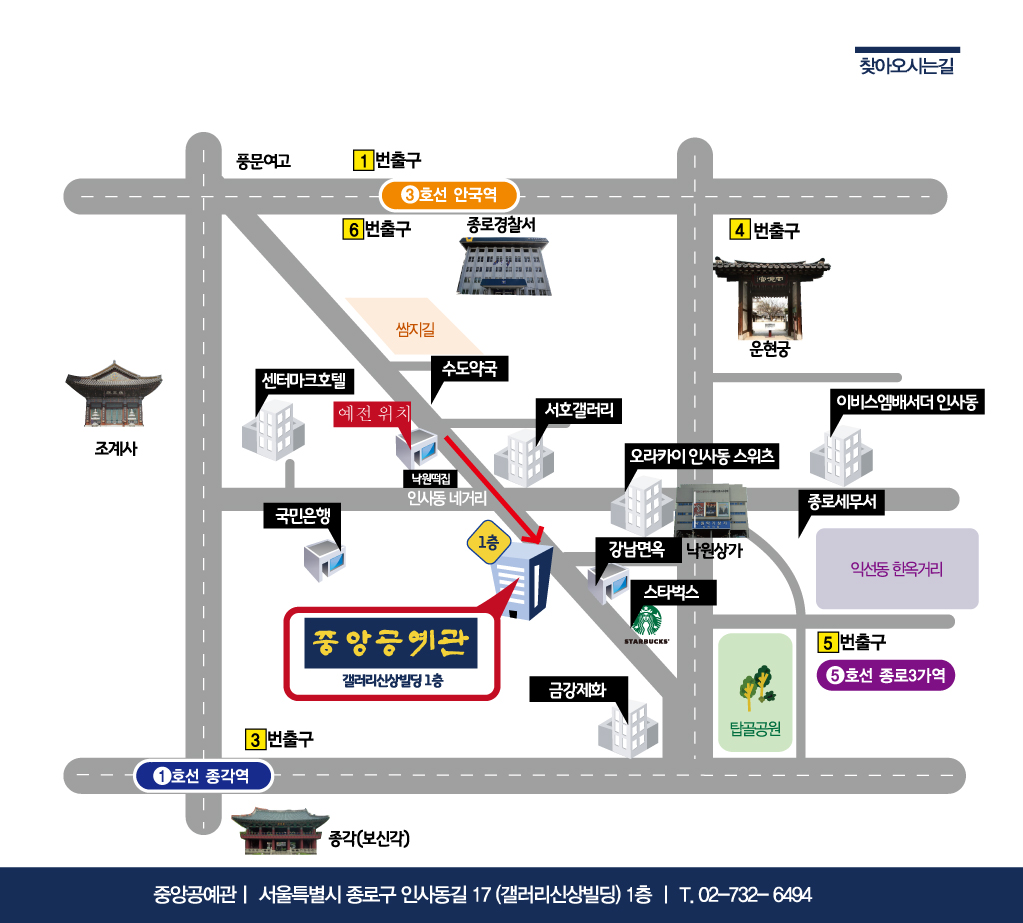 찾아오시는길
풍문여고
1번출구
3호선 안국역
6번출구
종로경찰서
4 번출구
운현궁
쌈지길
수도약국
센터마크호텔
예전 위치
서호갤러리
이비스엠배서더 인사동
조계사
오라카이 인사동 스위츠
낙원떡집
인사동 네거리
종로세무서
국민은행
1층
강남면옥
낙원상가
익선동 한옥거리
스타벅스
STARBUCKS'
중앙공예관
갤러리신상빌딩 1층
5번출구
5호선 종로3가역
금강제화
탑골공원
3번출구
1호선 종각역
종각(보신각)
중앙공예관 | 서울특별시 종로구 인사동길 17 (갤러리신상빌딩) 1층 | T. 02-732- 6494